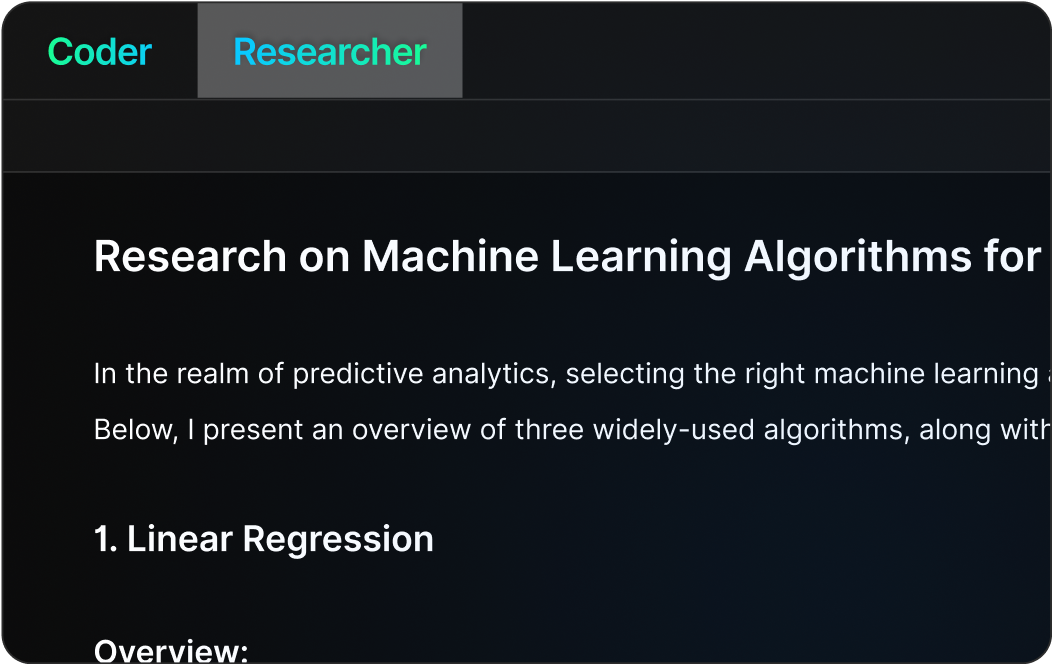 Coder Researcher
Research on Machine Learning Algorithms for
In the realm of predictive analytics, selecting the right machine learning
Below, I present an overview of three widely-used algorithms, along with
1. Linear Regression
Overview: